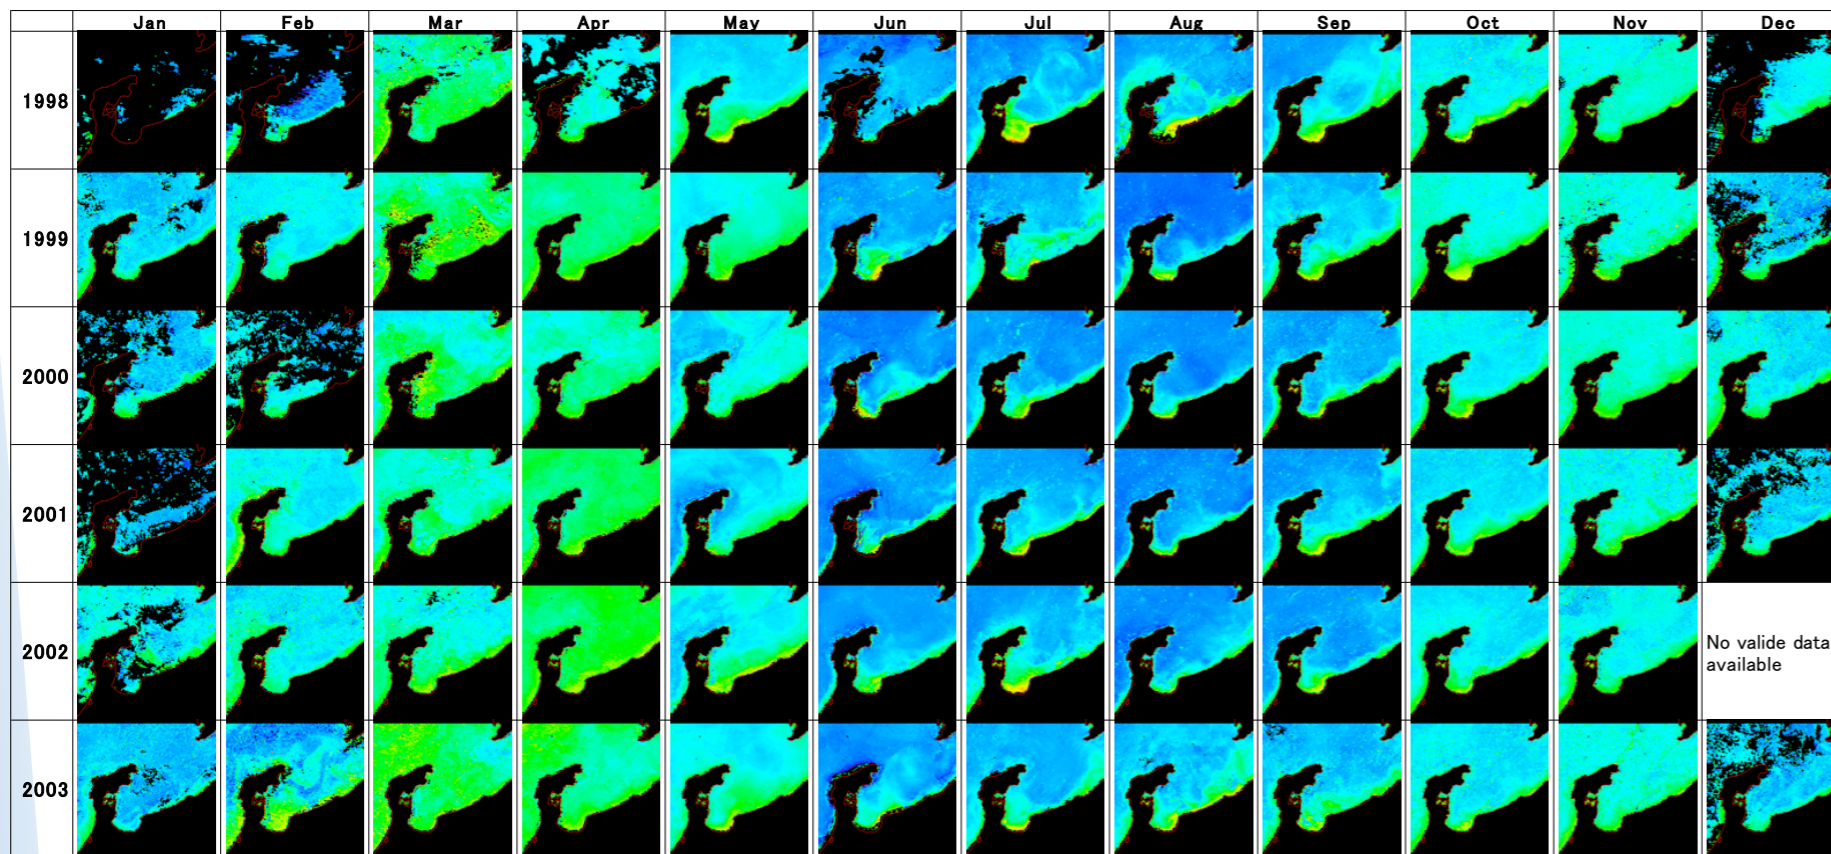 Jan Feb Mar Apr May Jun Jul Aug Sep Oct Nov Dec
1998
1999
2000
2001
2002
No valide data
available
2003